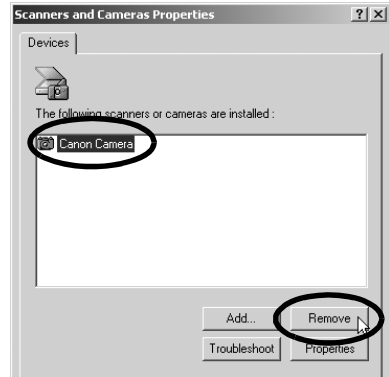 Scanners and Cameras Properties
Devices
The following scanners or cameras are installed :
Canon Camera
Add... Remove
Troubleshoot Properties